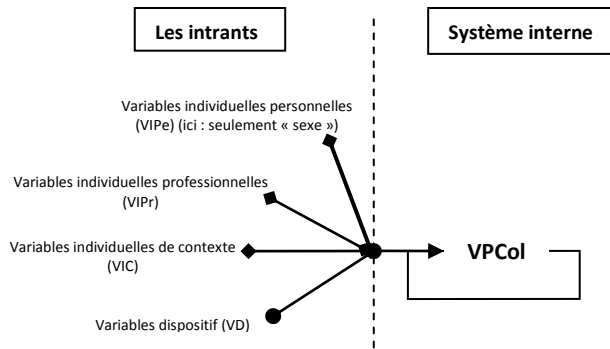 Les intrants
Système interne
Variables individuelles personnelles
(VIPe) (ici : seulement « sexe »)
Variables individuelles professionnelles
(VIPr)
Variables individuelles de contexte
(VIC)
VPCol
Variables dispositif (VD)